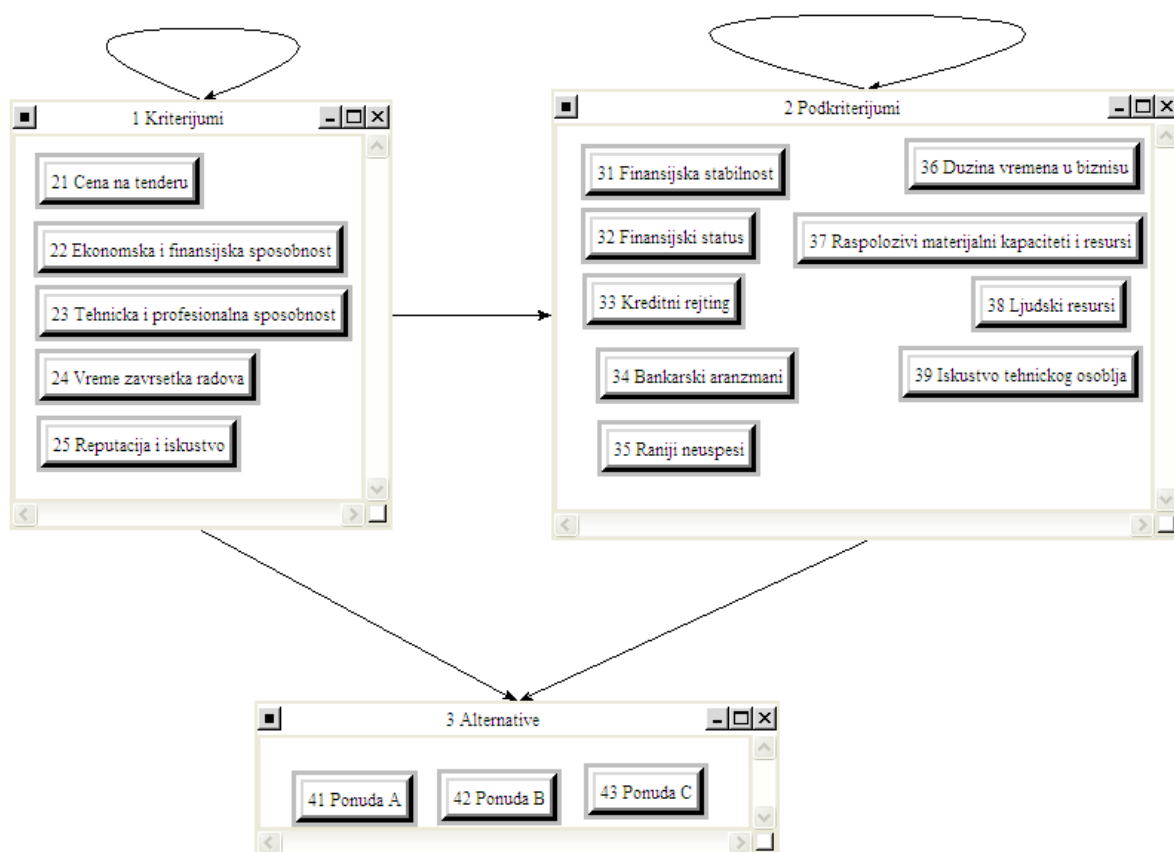 1 Kriterijumi
21 Cena na tenderu
22 Ekonomska i finansijska sposobnost
23 Tehnicka i profesionalna sposobnost
24 Vreme zavrsetka radova
25 Reputacija i iskustvo
2 Podkriterijumi
31 Finansijska stabilnost
32 Finansijski status
33 Kreditni rejting
34 Bankarski aranzmani
35 Raniji neuspesi
36 Duzina vremena u biznisu
37 Raspolozivi materijalni kapaciteti i resursi
38 Ljudski resursi
39 Iskustvo tehnickog osoblja
3 Alternative
41 Ponuda A
42 Ponuda B
43 Ponuda C